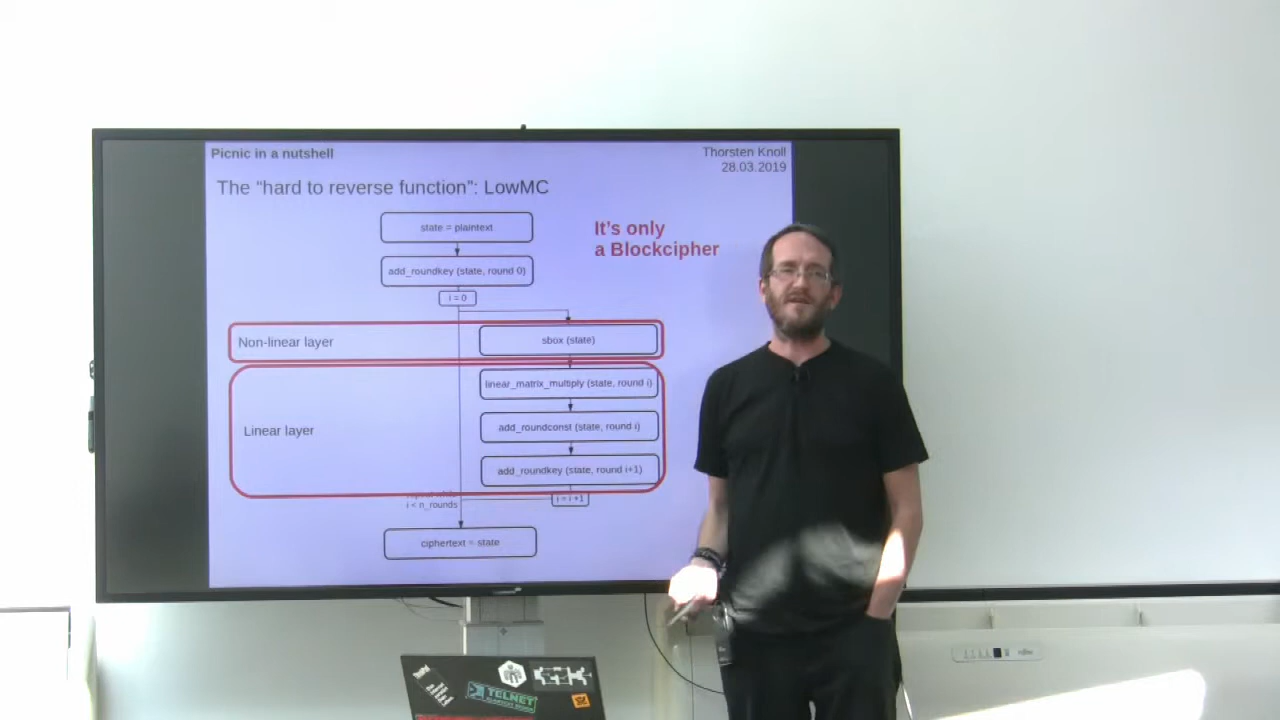 Picnic in a nutshell
Thorsten Knoll
28.03.2019
The “hard to reverse function”: LowMC
It's only
a Blockcipher
state = plaintext
add_roundkey (state, round 0)
i = 0
Non-linear layer
sbox (state)
linear_matrix_multiply (state, round i)
Linear layer
add_roundconst (state, round i)
add_roundkey (state, round i+1)
i = i +1
i < n_rounds
ciphertext = state
TELNET